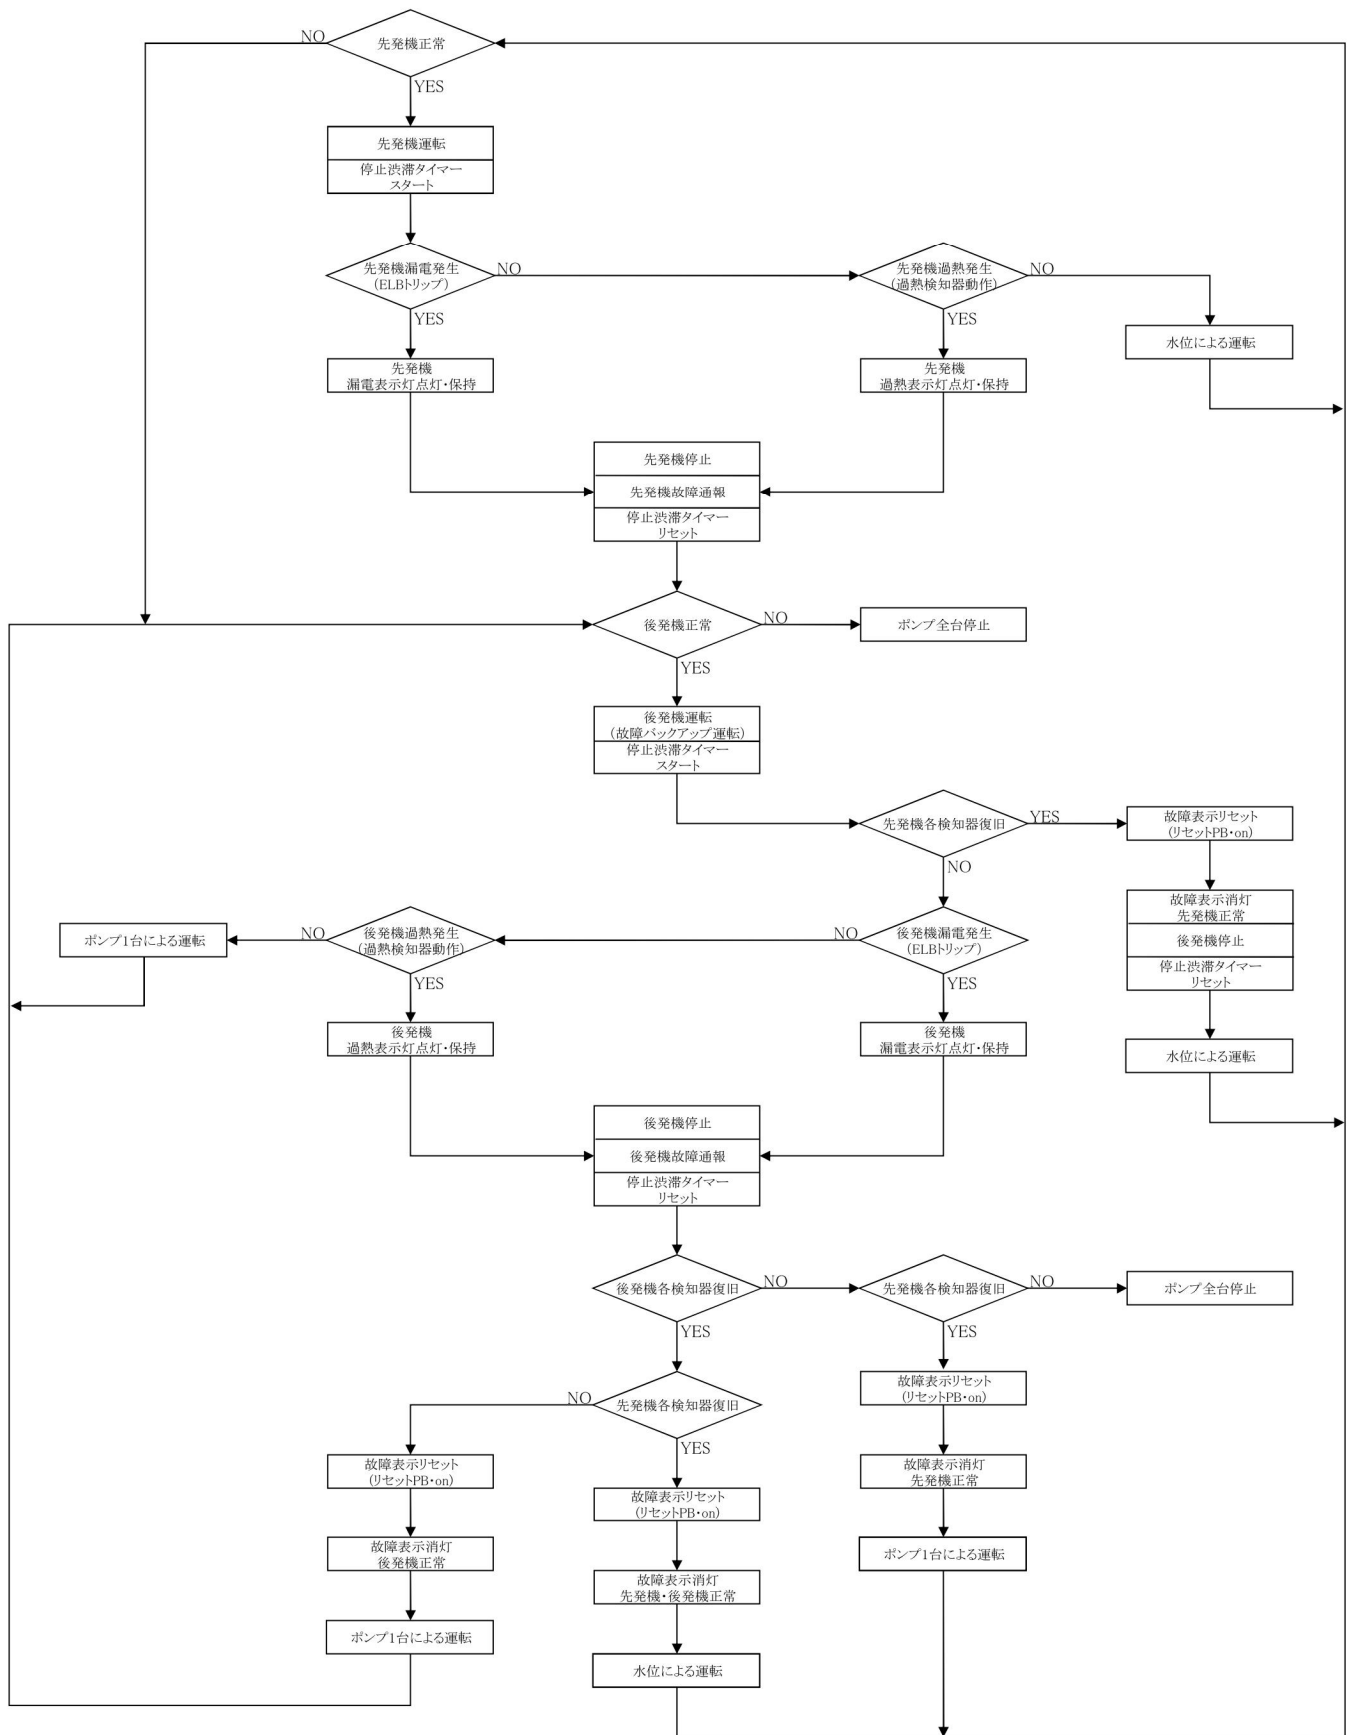 NO
先発機正常
YES
先発機運転
停止渋滞タイマー
スタート
先発機漏電発生
(ELBトリップ)
NO
YES
先発機過熱発生
(過熱検知器動作)
NO
YES
水位による運転
先発機
漏電表示灯点灯・保持
先発機
過熱表示灯点灯・保持
先発機停止
先発機故障通報
停止渋滞タイマー
リセット
後発機正常
NO
YES
ポンプ全台停止
後発機運転
(故障バックアップ運転)
停止渋滞タイマー
スタート
先発機各検知器復旧
YES
NO
故障表示リセット
(リセットPB・on)
故障表示消灯
先発機正常
後発機停止
停止渋滞タイマー
リセット
水位による運転
後発機漏電発生
(ELBトリップ)
NO
YES
後発機過熱発生
(過熱検知器動作)
NO
YES
ポンプ1台による運転
後発機
過熱表示灯点灯・保持
後発機
漏電表示灯点灯・保持
後発機停止
後発機故障通報
停止渋滞タイマー
リセット
後発機各検知器復旧
NO
YES
先発機各検知器復旧
NO
YES
ポンプ全台停止
先発機各検知器復旧
NO
YES
故障表示リセット
(リセットPB・on)
故障表示消灯
先発機正常
ポンプ1台による運転
故障表示リセット
(リセットPB・on)
故障表示消灯
後発機正常
ポンプ1台による運転
故障表示リセット
(リセットPB・on)
故障表示消灯
先発機・後発機正常
水位による運転